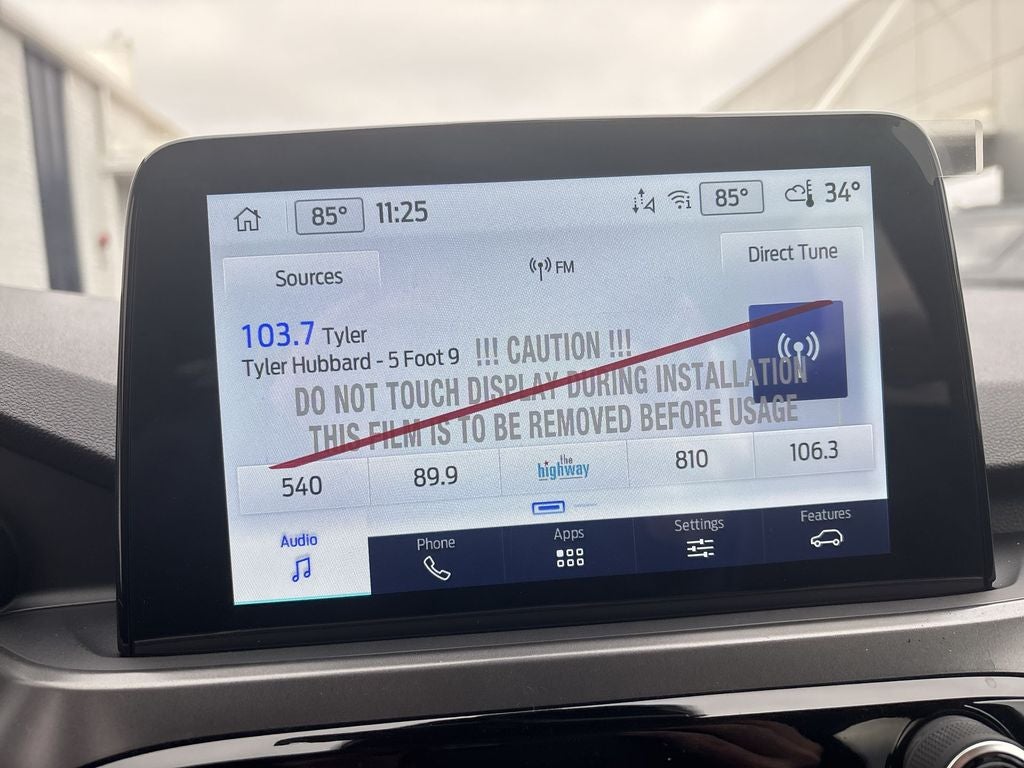 85° 11:25 85° 34°
Sources FM Direct Tune
103.7 Tyler
Tyler Hubbard - 5 Foot 9
!!! CAUTION !!!
DO NOT TOUCH DISPLAY DURING INSTALLATION
THIS FILM IS TO BE REMOVED BEFORE USAGE
540 89.9 the highway 810 106.3
Audio Phone Apps Settings Features